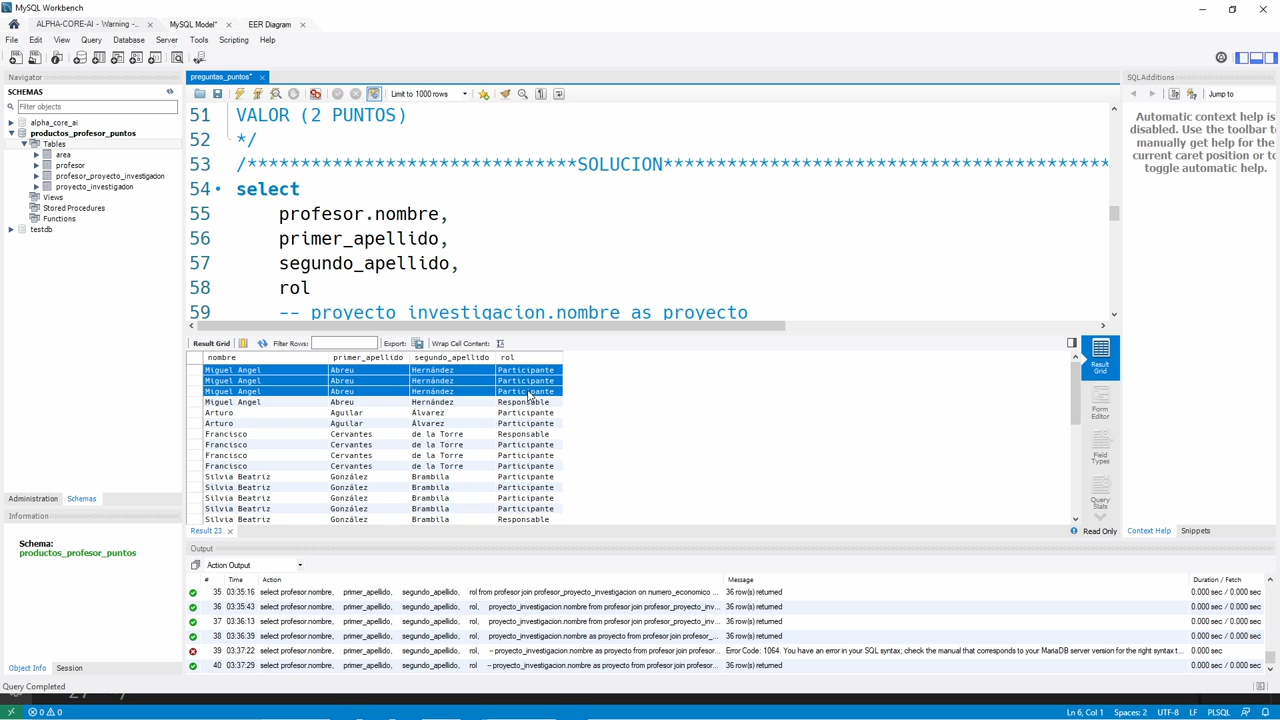 MySQL Workbench
ALPHA-CORE-AI - Warning -...
MySQL Model*
EER Diagram
File Edit View Query Database Server Tools Scripting Help
Navigator
SCHEMAS
Filter objects
alpha_core_ai
productos_profesor_puntos
Tables
area
profesor
profesor_proyecto_investigadon
proyecto_investigadon
Views
Stored Procedures
Functions
testdb
Administration Schemas
Information
Schema:
productos_profesor_puntos
Object Info Session
Query Completed
preguntas_puntos*
Limit to 1000 rows
51 VALOR (2 PUNTOS)
52 */
53 /*******************************SOLUCION******************************************
54 select
55 profesor.nombre,
56 primer_apellido,
57 segundo_apellido,
58 rol
59 -- proyecto_investigacion.nombre as proyecto
Result Grid Filter Rows: Export: Wrap Cell Content:
nombre primer_apellido segundo_apellido rol
Miguel Angel Abreu Hernández Participante
Miguel Angel Abreu Hernández Participante
Miguel Angel Abreu Hernández Participante
Miguel Angel Abreu Hernández Responsable
Arturo Aguilar Álvarez Participante
Arturo Aguilar Álvarez Participante
Francisco Cervantes de la Torre Responsable
Francisco Cervantes de la Torre Participante
Francisco Cervantes de la Torre Participante
Francisco Cervantes de la Torre Participante
Silvia Beatriz González Brambila Participante
Silvia Beatriz González Brambila Participante
Silvia Beatriz González Brambila Participante
Silvia Beatriz González Brambila Participante
Silvia Beatriz González Brambila Responsable
Result Grid
Form Editor
Field Types
Query Stats
Result 23
Read Only
SQLAdditions
Jump to
Automatic context help is
disabled. Use the toolbar t
manually get help for the
current caret position or to
toggle automatic help.
Context Help Snippets
Output
Action Output
# Time Action Message Duration / Fetch
35 03:35:16 select profesor.nombre, primer_apellido, segundo_apellido, rol from profesor join profesor_proyecto_investigadon on numero_economico ... 36 row(s) returned 0.000 sec / 0.000 sec
36 03:35:43 select profesor.nombre, primer_apellido, segundo_apellido, rol, proyecto_investigacion.nombre from profesor join profesor_proyecto_inv... 36 row(s) returned 0.000 sec / 0.000 sec
37 03:36:13 select profesor.nombre, primer_apellido, segundo_apellido, rol, proyecto_investigacion.nombre from profesor join profesor_proyecto_inv... 36 row(s) returned 0.000 sec / 0.000 sec
38 03:36:39 select profesor.nombre, primer_apellido, segundo_apellido, rol, proyecto_investigacion.nombre as proyecto from profesor join profesor_... 36 row(s) returned 0.000 sec / 0.000 sec
39 03:37:22 select profesor.nombre, primer_apellido, segundo_apellido, rol, -- proyecto_investigacion.nombre as proyecto from profesor join profesor... Error Code: 1064. You have an error in your SQL syntax; check the manual that corresponds to your MariaDB server version for the right syntax t... 0.000 sec
40 03:37:29 select profesor.nombre, primer_apellido, segundo_apellido, rol -- proyecto_investigacion.nombre as proyecto from profesor join profesor... 36 row(s) returned 0.000 sec / 0.000 sec
0 0
Ln 6, Col 1 Spaces: 2 UTF-8 LF PLSQL